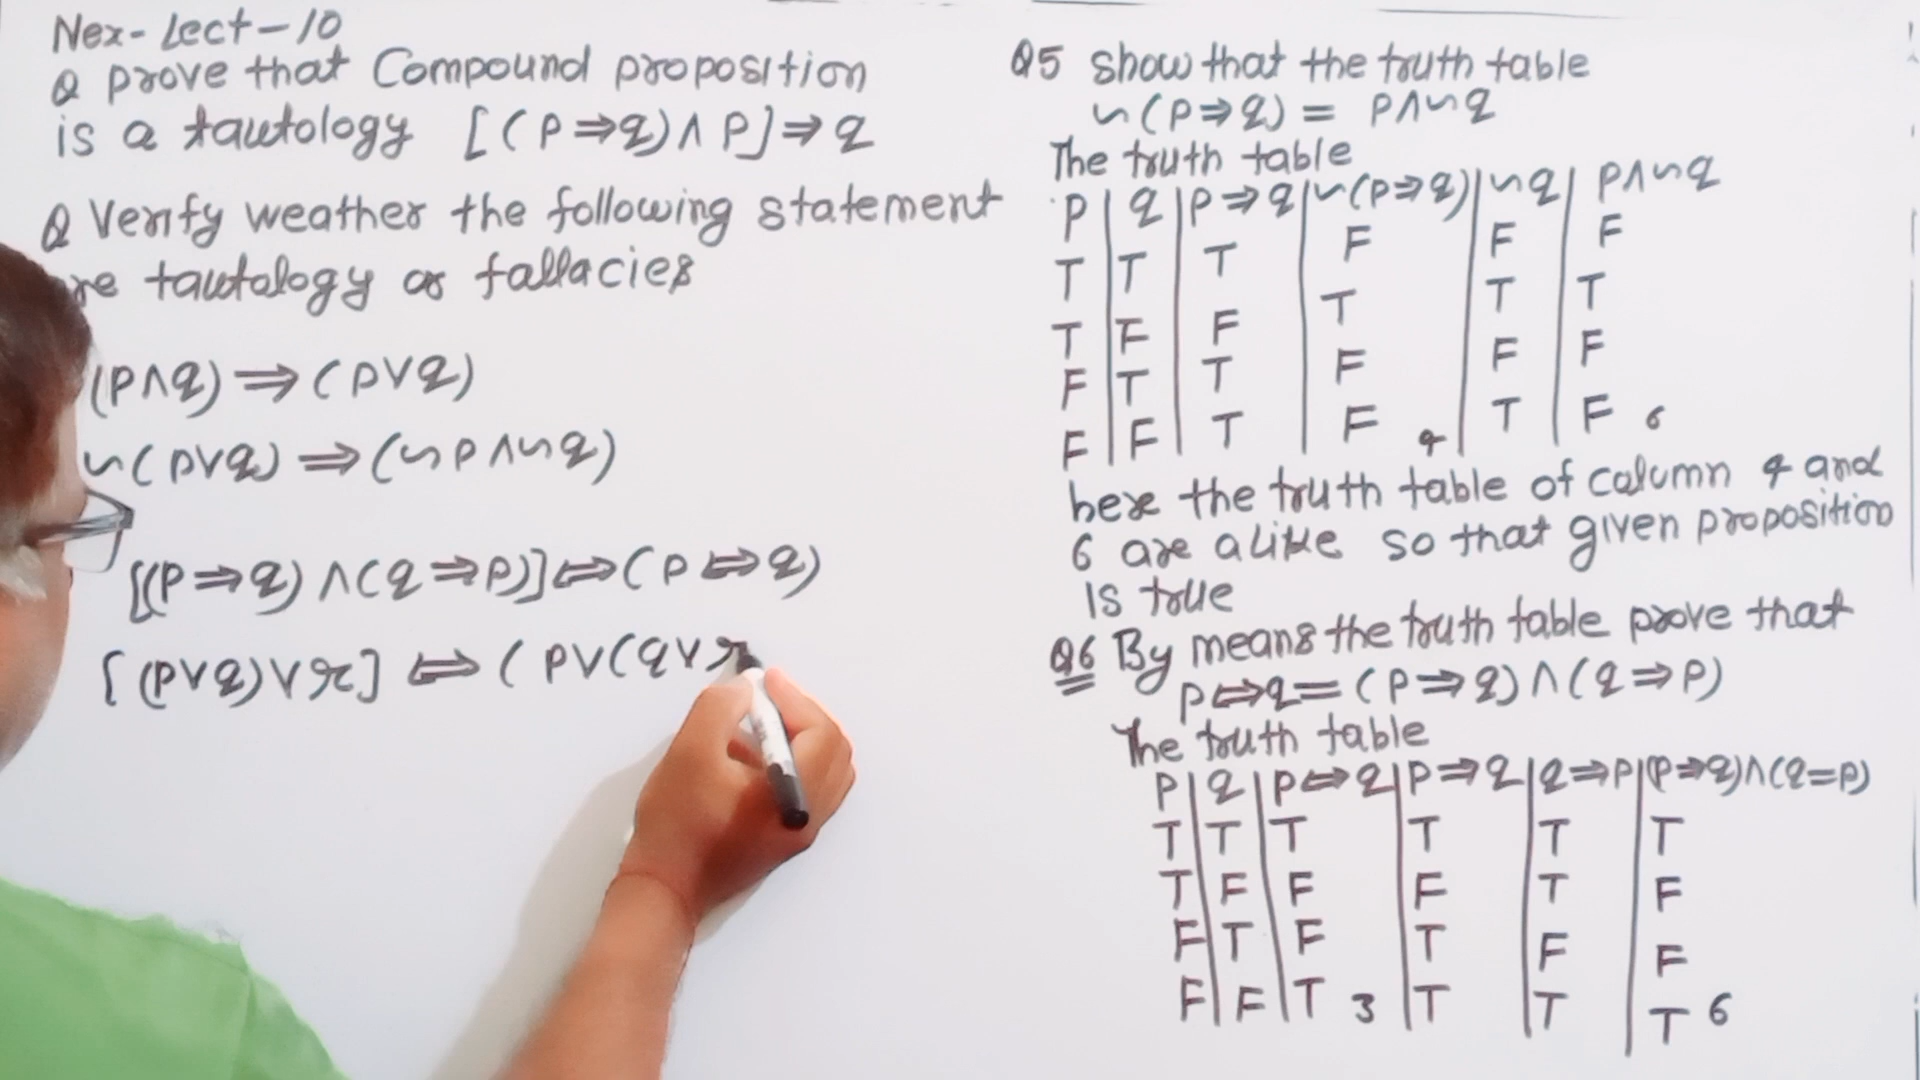 Nex-Lect-10
Q prove that Compound proposition
is a tautology [(P⇒q)∧P]⇒q
Q Verify weather the following statement
re tautology or fallacies
(P∧q)⇒(p∨q)
~(p∨q)⇒(~p∧~q)
[(P⇒q)∧(q⇒p)]⇔(p⇔q)
[(p∨q)∨r]⇔(p∨(q∨r
Q5 show that the truth table
~(p⇒q) = p∧~q
The truth table
P | q | p⇒q | ~(p⇒q) | ~q | p∧~q
T | T | T | F | F | F
T | F | F | T | T | T
F | T | T | F | F | F
F | F | T | F 4 | T | F 6
here the truth table of column 4 and
6 are alike so that given proposition
is true
Q6 By means the truth table prove that
p⇔q=(p⇒q)∧(q⇒p)
The truth table
P | q | p⇔q | p⇒q | q⇒p | (p⇒q)∧(q=p)
T | T | T | T | T | T
T | F | F | F | T | F
F | T | F | T | F | F
F | F | T 3 | T | T | T 6